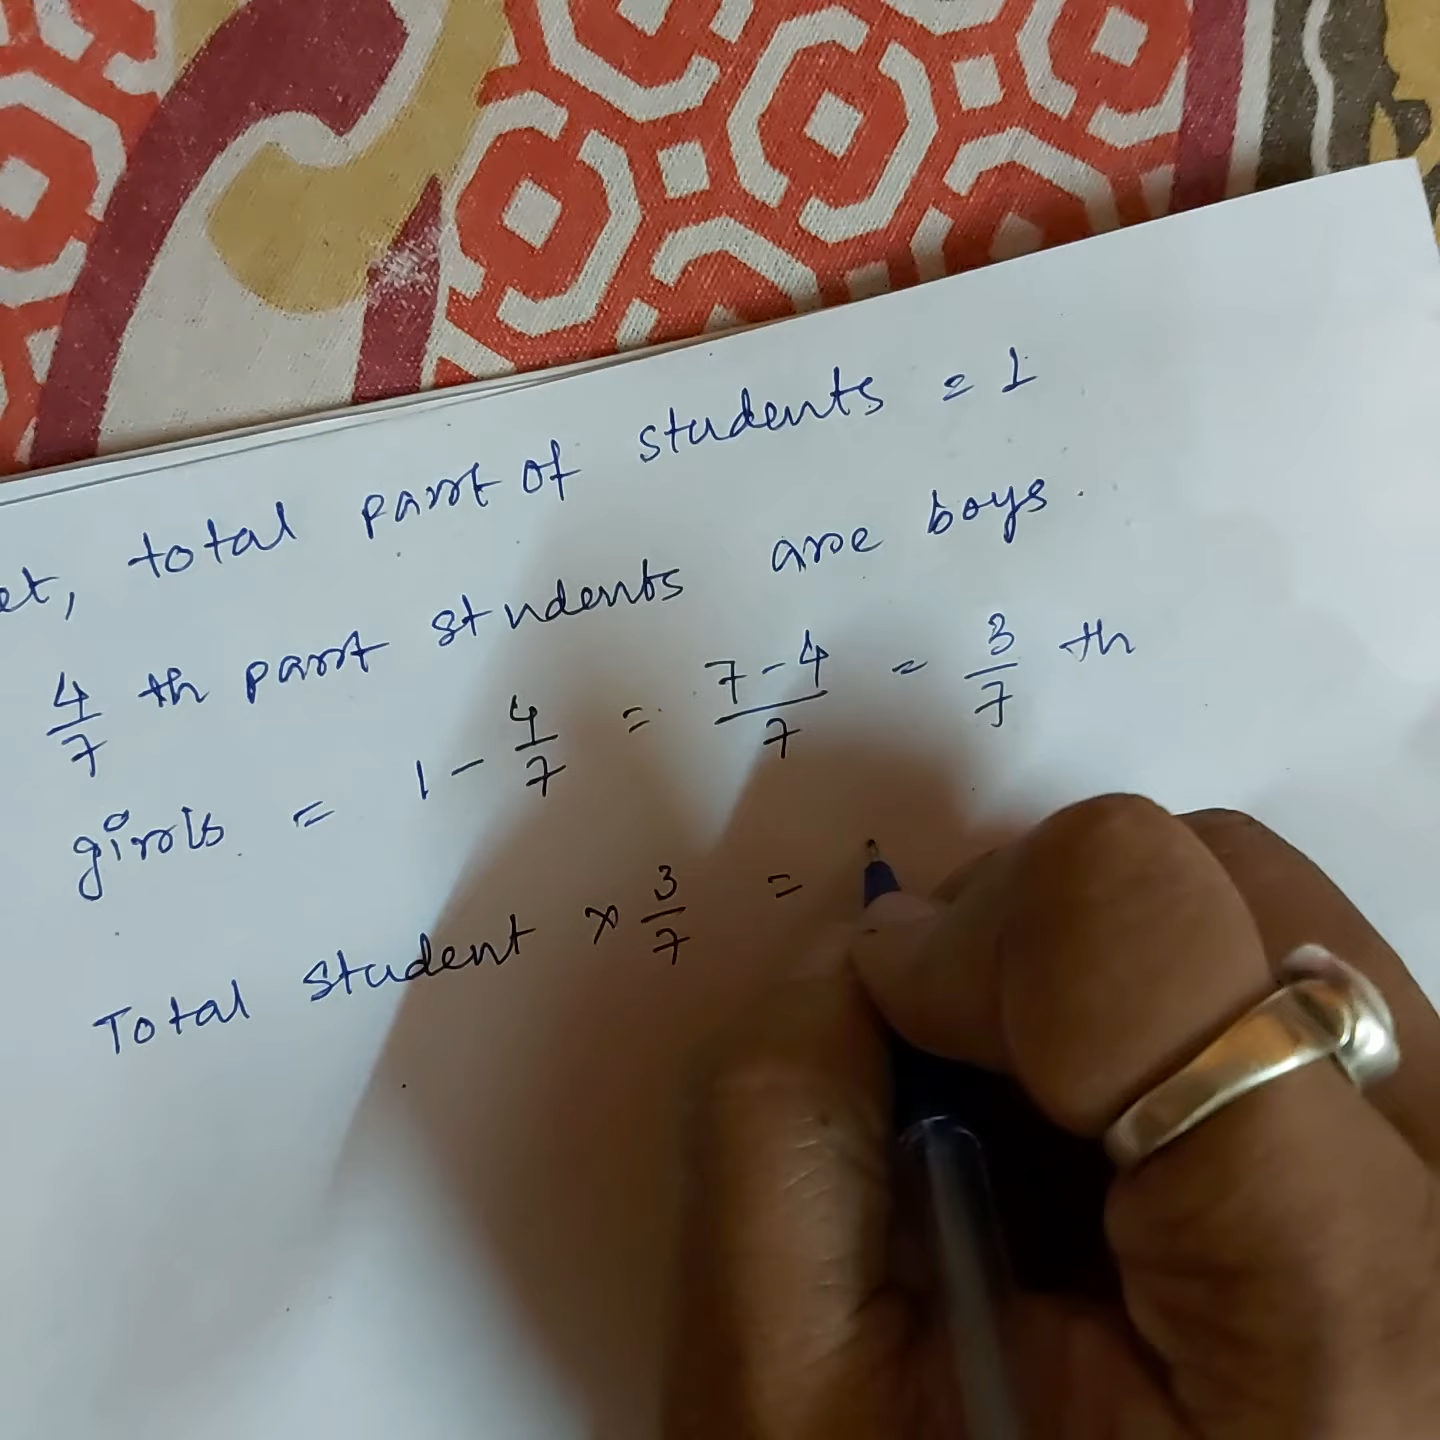 et, total part of students = 1
4/7 th part students are boys.
girls = 1 - 4/7 = 7-4/7 = 3/7 th
Total student × 3/7 =